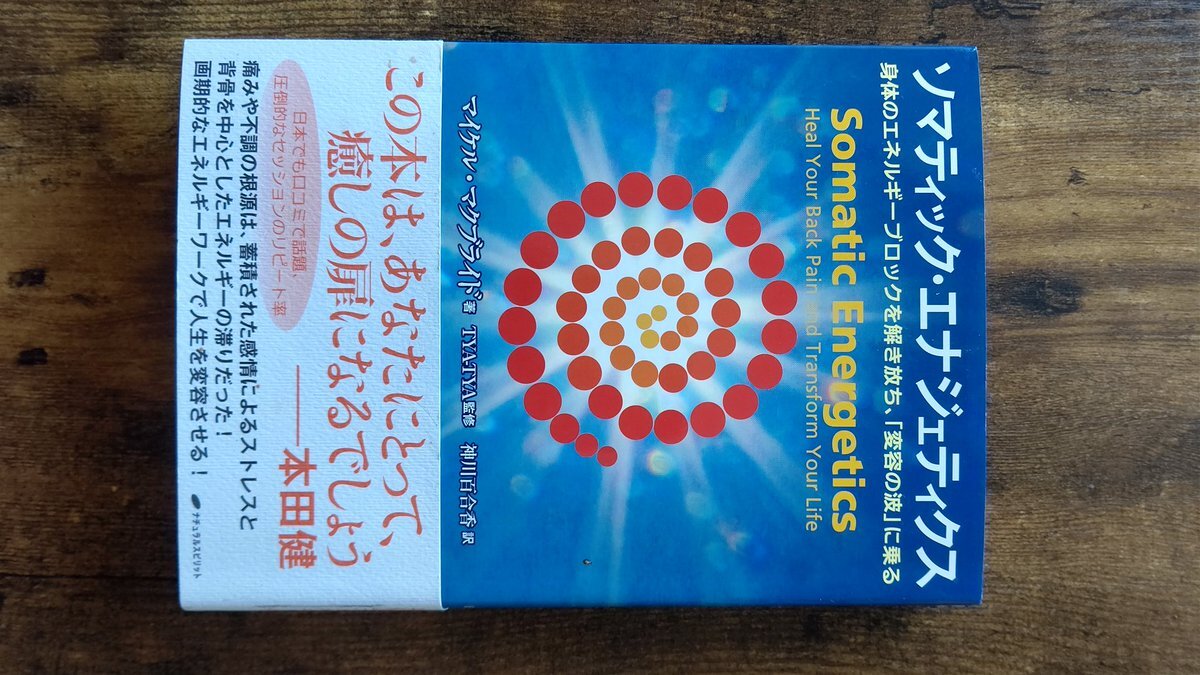 ソマティック・エナジェティクス
身体のエネルギーブロックを解き放ち、「変容の波」に乗る
Somatic Energetics
Heal Your Back Pain and Transform Your Life
マイケル・マクブライド 著 TYA-TYA 監修 神川百合香 訳
この本は、あなたにとって、
癒しの扉になるでしょう
——本田健
日本でも口コミで話題、
圧倒的なセッションのリピート率
痛みや不調の根源は、蓄積された感情によるストレスと
背骨を中心としたエネルギーの滞りだった!
画期的なエネルギーワークで人生を変容させる!
ナチュラルスピリット